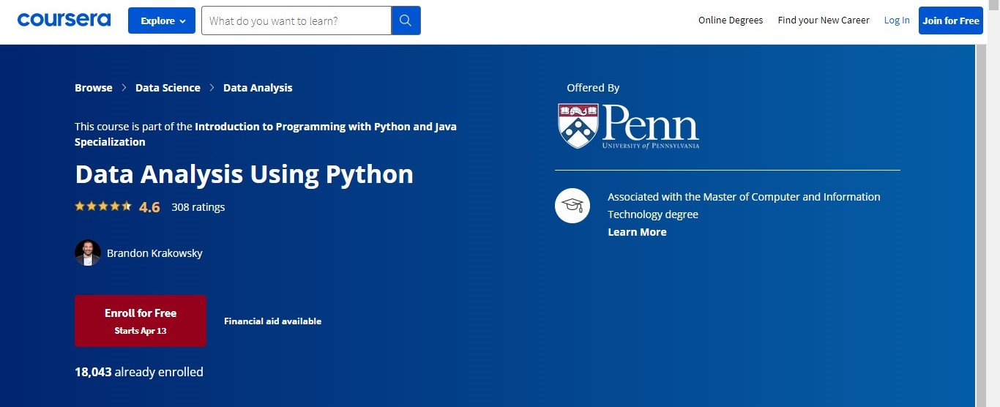 coursera
Explore
What do you want to learn?
Online Degrees
Find your New Career
Log In
Join for Free
Browse > Data Science > Data Analysis
This course is part of the Introduction to Programming with Python and Java
Specialization
Data Analysis Using Python
4.6 308 ratings
Brandon Krakowsky
Enroll for Free
Starts Apr 13
Financial aid available
18,043 already enrolled
Offered By
Penn
UNIVERSITY of PENNSYLVANIA
Associated with the Master of Computer and Information
Technology degree
Learn More